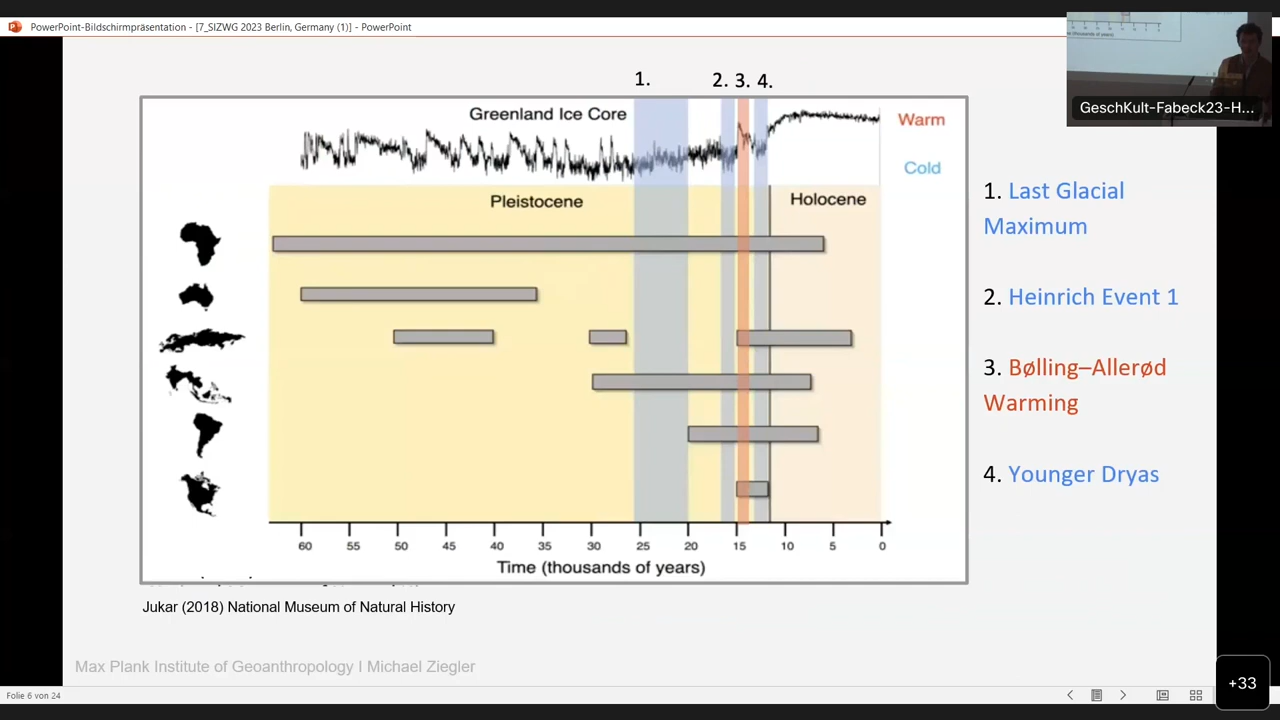 PowerPoint-Bildschirmpräsentation - [7_SIZWG 2023 Berlin, Germany (1)] - PowerPoint
GeschKult-Fabeck23-H...
1. 2. 3. 4.
Greenland Ice Core
Warm
Cold
Pleistocene
Holocene
60 55 50 45 40 35 30 25 20 15 10 5 0
Time (thousands of years)
1. Last Glacial
Maximum
2. Heinrich Event 1
3. Bølling–Allerød
Warming
4. Younger Dryas
Jukar (2018) National Museum of Natural History
Max Plank Institute of Geoanthropology I Michael Ziegler
Folie 6 von 24
+33